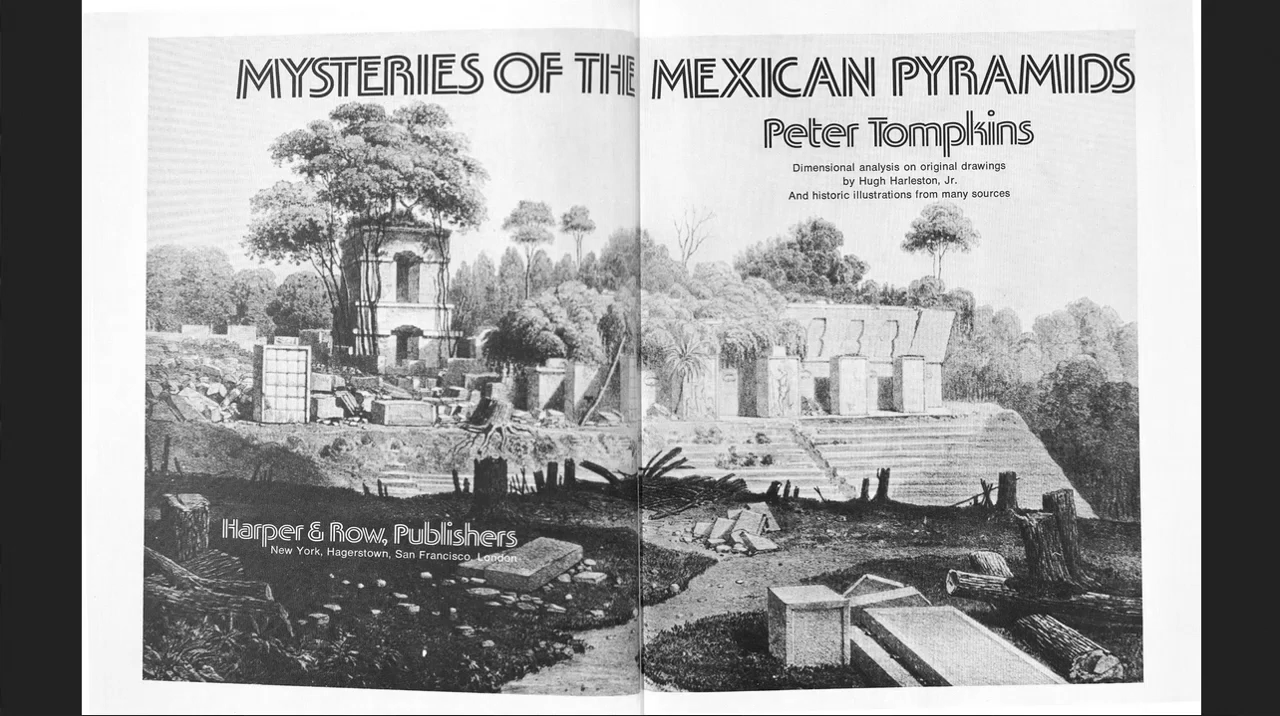 MYSTERIES OF THE MEXICAN PYRAMIDS
Peter Tompkins
Dimensional analysis on original drawings
by Hugh Harleston, Jr.
And historic illustrations from many sources
Harper & Row, Publishers
New York, Hagerstown, San Francisco, London